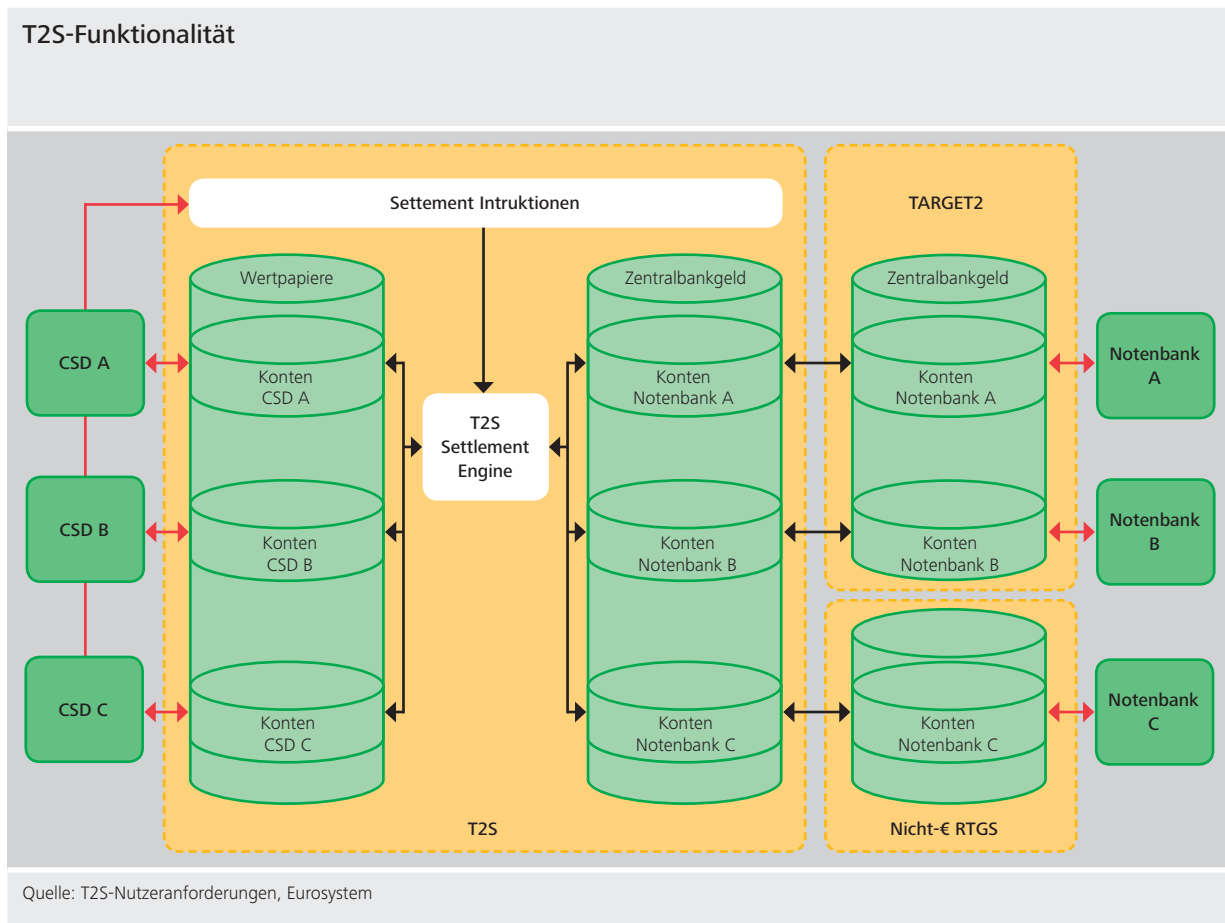 T2S-Funktionalität
Settement Intruktionen
TARGET2
Wertpapiere
Zentralbankgeld
Zentralbankgeld
CSD A
Konten
CSD A
T2S
Settlement
Engine
Konten
Notenbank A
Konten
Notenbank A
Notenbank
A
CSD B
Konten
CSD B
Konten
Notenbank B
Konten
Notenbank B
Notenbank
B
CSD C
Konten
CSD C
Konten
Notenbank C
Konten
Notenbank C
Notenbank
C
T2S
Nicht-€ RTGS
Quelle: T2S-Nutzeranforderungen, Eurosystem